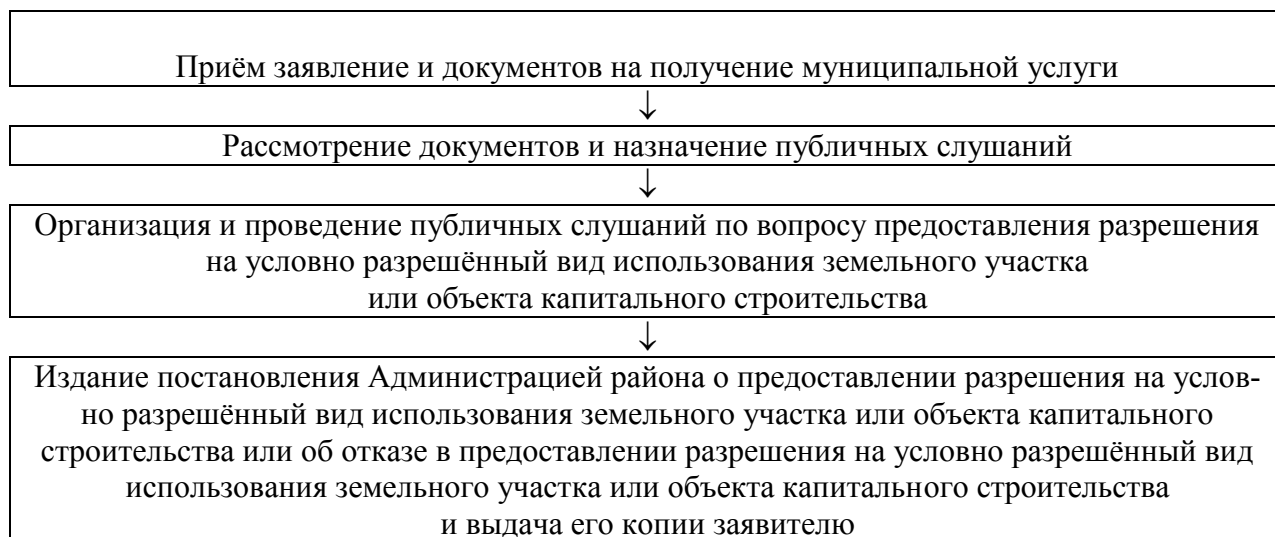 Приём заявление и документов на получение муниципальной услуги
↓
Рассмотрение документов и назначение публичных слушаний
↓
Организация и проведение публичных слушаний по вопросу предоставления разрешения
на условно разрешённый вид использования земельного участка
или объекта капитального строительства
↓
Издание постановления Администрацией района о предоставлении разрешения на услов-
но разрешённый вид использования земельного участка или объекта капитального
строительства или об отказе в предоставлении разрешения на условно разрешённый вид
использования земельного участка или объекта капитального строительства
и выдача его копии заявителю